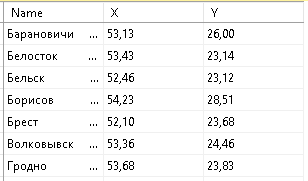 Name X Y
Барановичи ... 53,13 26,00
Белосток ... 53,43 23,14
Бельск ... 52,46 23,12
Борисов ... 54,23 28,51
Брест ... 52,10 23,68
Волковывск ... 53,36 24,46
Гродно ... 53,68 23,83